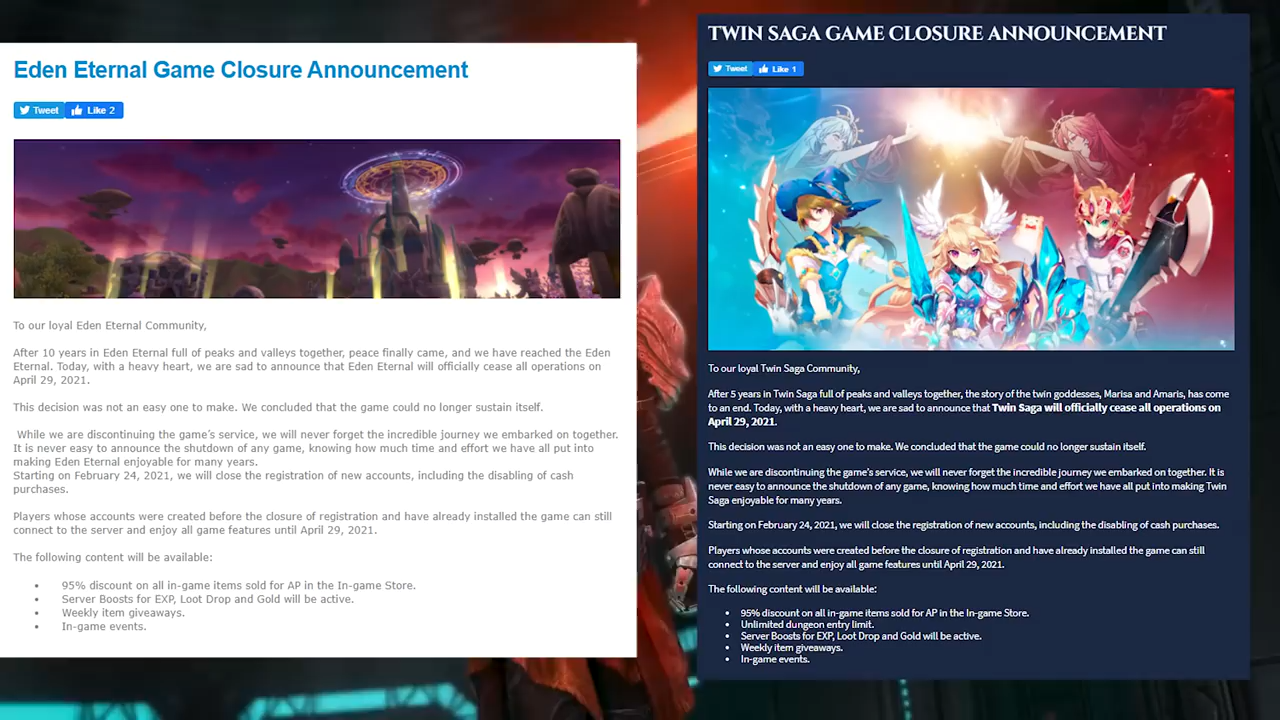 Eden Eternal Game Closure Announcement
Tweet
Like 2
To our loyal Eden Eternal Community,
After 10 years in Eden Eternal full of peaks and valleys together, peace finally came, and we have reached the Eden
Eternal. Today, with a heavy heart, we are sad to announce that Eden Eternal will officially cease all operations on
April 29, 2021.
This decision was not an easy one to make. We concluded that the game could no longer sustain itself.
While we are discontinuing the game's service, we will never forget the incredible journey we embarked on together.
It is never easy to announce the shutdown of any game, knowing how much time and effort we have all put into
making Eden Eternal enjoyable for many years.
Starting on February 24, 2021, we will close the registration of new accounts, including the disabling of cash
purchases.
Players whose accounts were created before the closure of registration and have already installed the game can still
connect to the server and enjoy all game features until April 29, 2021.
The following content will be available:
• 95% discount on all in-game items sold for AP in the In-game Store.
• Server Boosts for EXP, Loot Drop and Gold will be active.
• Weekly item giveaways.
• In-game events.
TWIN SAGA GAME CLOSURE ANNOUNCEMENT
Tweet
Like 1
To our loyal Twin Saga Community,
After 5 years in Twin Saga full of peaks and valleys together, the story of the twin goddesses, Marisa and Amaris, has come
to an end. Today, with a heavy heart, we are sad to announce that Twin Saga will officially cease all operations on
April 29, 2021.
This decision was not an easy one to make. We concluded that the game could no longer sustain itself.
While we are discontinuing the game's service, we will never forget the incredible journey we embarked on together. It is
never easy to announce the shutdown of any game, knowing how much time and effort we have all put into making Twin
Saga enjoyable for many years.
Starting on February 24, 2021, we will close the registration of new accounts, including the disabling of cash purchases.
Players whose accounts were created before the closure of registration and have already installed the game can still
connect to the server and enjoy all game features until April 29, 2021.
The following content will be available:
• 95% discount on all in-game items sold for AP in the In-game Store.
• Unlimited dungeon entry limit.
• Server Boosts for EXP, Loot Drop and Gold will be active.
• Weekly item giveaways.
• In-game events.